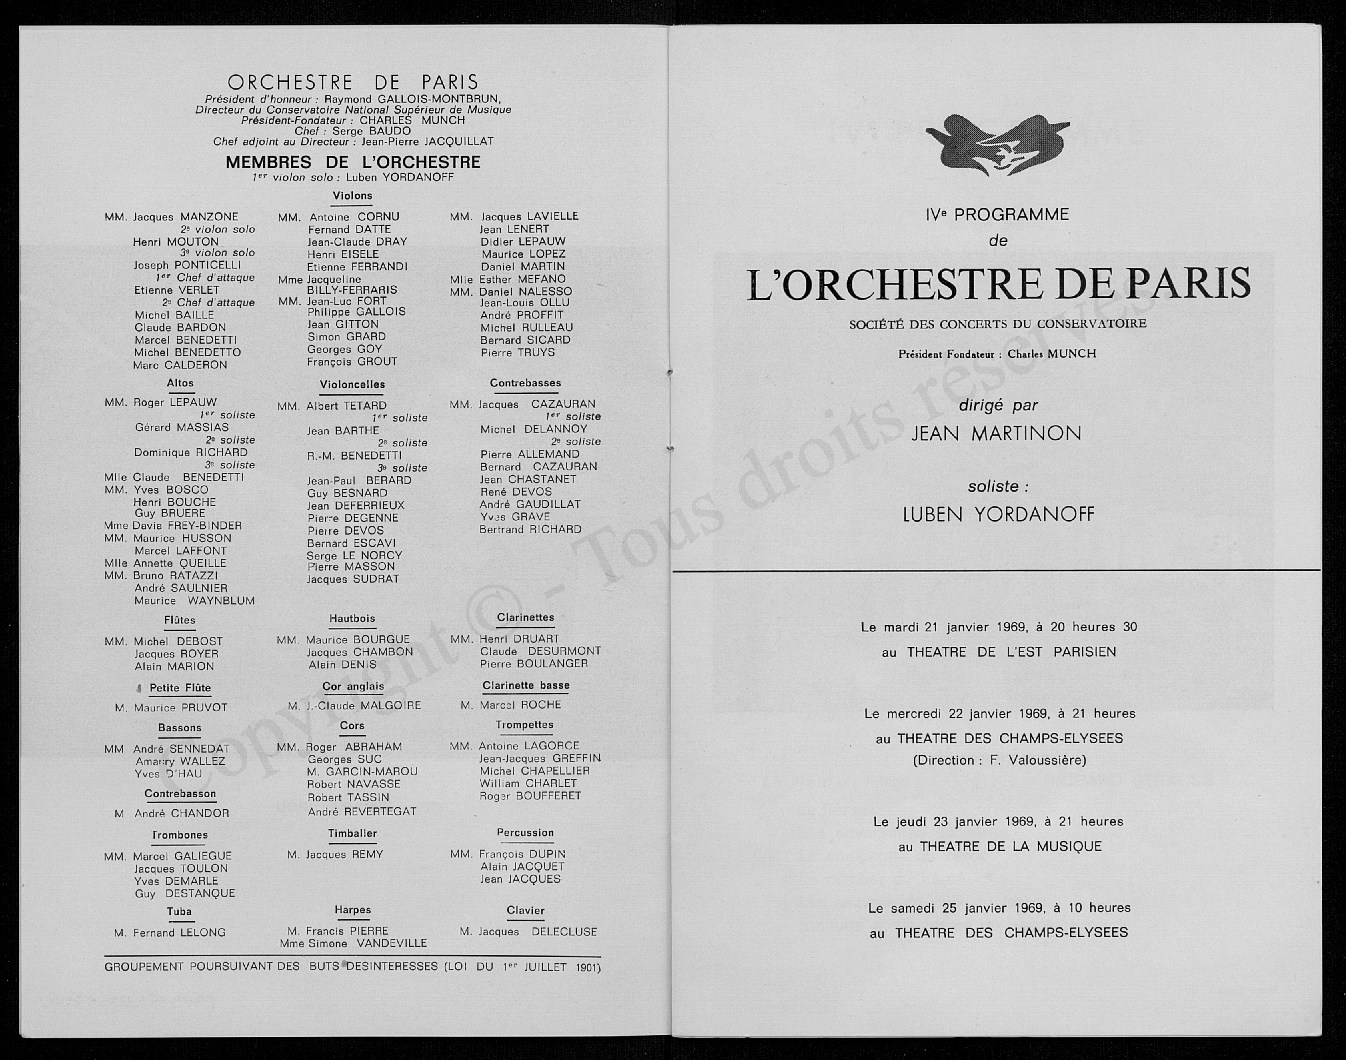 ORCHESTRE DE PARIS
Président d'honneur : Raymond GALLOIS-MONTBRUN,
Directeur du Conservatoire National Supérieur de Musique
Président-Fondateur : CHARLES MUNCH
Chef : Serge BAUDO
Chef adjoint au Directeur : Jean-Pierre JACQUILLAT
MEMBRES DE L'ORCHESTRE
1er violon solo : Luben YORDANOFF
Violons
MM. Jacques MANZONE
2e violon solo
Henri MOUTON
3e violon solo
Joseph PONTICELLI
1er Chef d'attaque
Etienne VERLET
2e Chef d'attaque
Michel BAILLE
Claude BARDON
Marcel BENEDETTI
Michel BENEDETTO
Marc CALDERON
MM. Antoine CORNU
Fernand DATTE
Jean-Claude DRAY
Henri EISELE
Etienne FERRANDI
Mme Jacqueline
BILLY-FERRARIS
MM. Jean-Luc FORT
Philippe GALLOIS
Jean GITTON
Simon GRARD
Georges GOY
François GROUT
MM. Jacques LAVIELLE
Jean LENERT
Didier LEPAUW
Maurice LOPEZ
Daniel MARTIN
Mlle Esther MEFANO
MM. Daniel NALESSO
Jean-Louis OLLU
André PROFFIT
Michel RULLEAU
Bernard SICARD
Pierre TRUYS
Altos
MM. Roger LEPAUW
1er soliste
Gérard MASSIAS
2e soliste
Dominique RICHARD
3e soliste
Mlle Claude BENEDETTI
MM. Yves BOSCO
Henri BOUCHE
Guy BRUERE
Mme Davia FREY-BINDER
MM. Maurice HUSSON
Marcel LAFFONT
Mlle Annette QUEILLE
MM. Bruno RATAZZI
André SAULNIER
Maurice WAYNBLUM
Violoncelles
MM. Albert TETARD
1er soliste
Jean BARTHE
2e soliste
R.-M. BENEDETTI
3e soliste
Jean-Paul BERARD
Guy BESNARD
Jean DEFERRIEUX
Pierre DEGENNE
Pierre DEVOS
Bernard ESCAVI
Serge LE NORCY
Pierre MASSON
Jacques SUDRAT
Contrebasses
MM. Jacques CAZAURAN
1er soliste
Michel DELANNOY
2e soliste
Pierre ALLEMAND
Bernard CAZAURAN
Jean CHASTANET
René DEVOS
André GAUDILLAT
Yves GRAVE
Bertrand RICHARD
Flûtes
MM. Michel DEBOST
Jacques ROYER
Alain MARION
Hautbois
MM. Maurice BOURGUE
Jacques CHAMBON
Alain DENIS
Clarinettes
MM. Henri DRUART
Claude DESURMONT
Pierre BOULANGER
Petite Flûte
M. Maurice PRUVOT
Cor anglais
M. J.-Claude MALGOIRE
Clarinette basse
M. Marcel ROCHE
Bassons
MM André SENNEDAT
Amaury WALLEZ
Yves D'HAU
Contrebasson
M André CHANDOR
Cors
MM. Roger ABRAHAM
Georges SUC
M. GARCIN-MAROU
Robert NAVASSE
Robert TASSIN
André REVERTEGAT
Trompettes
MM. Antoine LAGORCE
Jean-Jacques GREFFIN
Michel CHAPELLIER
William CHARLET
Roger BOUFFERET
Trombones
MM. Marcel GALIEGUE
Jacques TOULON
Yves DEMARLE
Guy DESTANQUE
Timbalier
M. Jacques REMY
Percussion
MM. François DUPIN
Alain JACQUET
Jean JACQUES
Tuba
M. Fernand LELONG
Harpes
M. Francis PIERRE
Mme Simone VANDEVILLE
Clavier
M. Jacques DELECLUSE
GROUPEMENT POURSUIVANT DES BUTS DESINTERESSES (LOI DU 1er JUILLET 1901)
IVe PROGRAMME
de
L'ORCHESTRE DE PARIS
SOCIÉTÉ DES CONCERTS DU CONSERVATOIRE
Président Fondateur : Charles MUNCH
dirigé par
JEAN MARTINON
soliste :
LUBEN YORDANOFF
Le mardi 21 janvier 1969, à 20 heures 30
au THEATRE DE L'EST PARISIEN
Le mercredi 22 janvier 1969, à 21 heures
au THEATRE DES CHAMPS-ELYSEES
(Direction : F. Valoussière)
Le jeudi 23 janvier 1969, à 21 heures
au THEATRE DE LA MUSIQUE
Le samedi 25 janvier 1969, à 10 heures
au THEATRE DES CHAMPS-ELYSEES
Copyright © - Tous droits réservés